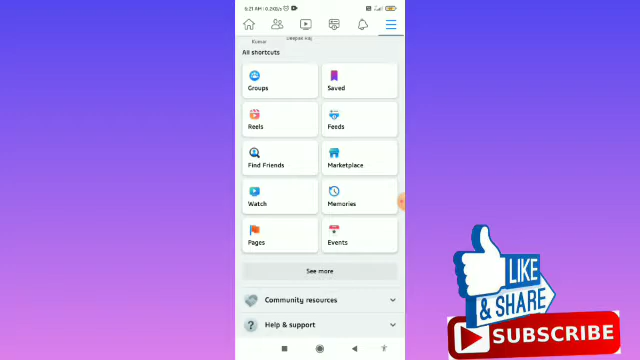 All shortcuts
Groups
Saved
Reels
Feeds
Find Friends
Marketplace
Watch
Memories
Pages
Events
See more
Community resources
Help & support
LIKE
& SHARE
SUBSCRIBE